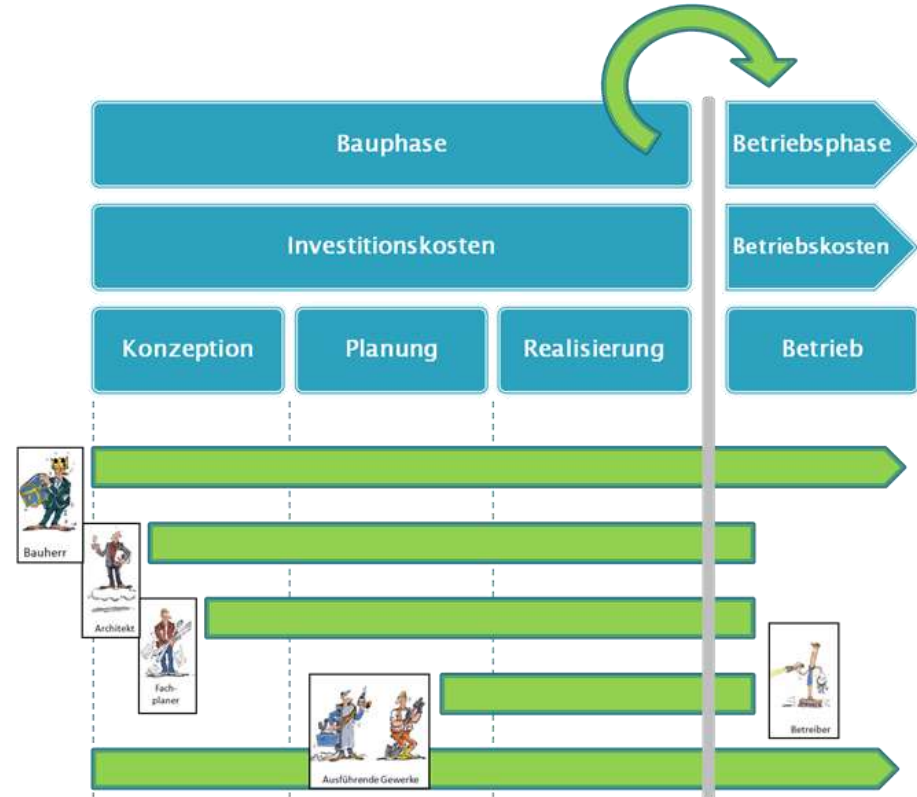 Bauphase
Betriebsphase
Investitionskosten
Betriebskosten
Konzeption
Planung
Realisierung
Betrieb
Bauherr
Architekt
Fach-
planer
Betreiber
Ausführende Gewerke